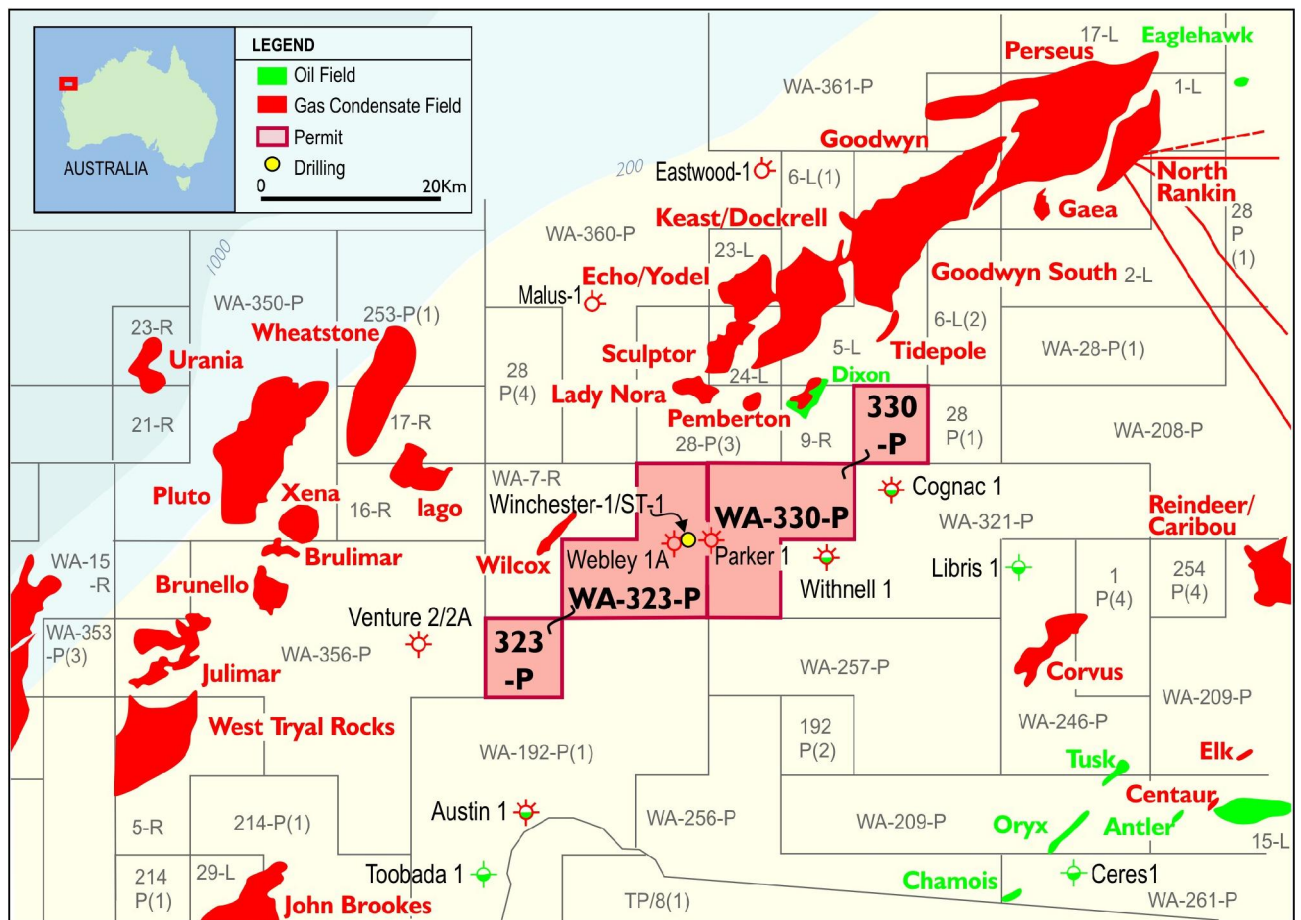 LEGEND
Oil Field
Gas Condensate Field
Permit
Drilling
0 20Km
AUSTRALIA
17-L
Eaglehawk
Perseus
WA-361-P
1-L
Goodwyn
200
Eastwood-1
6-L(1)
North
Rankin
Gaea
Keast/Dockrell
28
P
(1)
WA-360-P
23-L
1000
Echo/Yodel
Goodwyn South
2-L
Malus-1
WA-350-P
253-P(1)
23-R
Wheatstone
6-L(2)
Urania
Sculptor
5-L
Tidepole
WA-28-P(1)
28
P(4)
24-L
Dixon
Lady Nora
Pemberton
330
-P
21-R
17-R
28-P(3)
9-R
28
P(1)
WA-208-P
WA-7-R
Pluto
Xena
Iago
16-R
Winchester-1/ST-1
WA-330-P
Cognac 1
WA-321-P
Reindeer/
Caribou
Brulimar
Wilcox
Webley 1A
Parker 1
WA-15
-R
Brunello
Withnell 1
Libris 1
1
P(4)
254
P(4)
WA-323-P
Venture 2/2A
WA-353
-P(3)
323
-P
Julimar
WA-356-P
WA-257-P
Corvus
WA-209-P
West Tryal Rocks
WA-246-P
192
P(2)
WA-192-P(1)
Tusk
Elk
Centaur
Austin 1
5-R
214-P(1)
WA-256-P
WA-209-P
Oryx
Antler
15-L
214
P(1)
29-L
Toobada 1
Ceres1
Chamois
TP/8(1)
WA-261-P
John Brookes